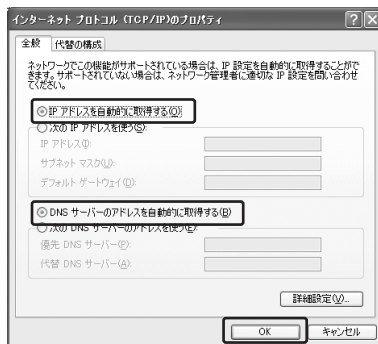 インターネット プロトコル (TCP/IP)のプロパティ
全般 代替の構成
ネットワークでこの機能がサポートされている場合は、IP 設定を自動的に取得することがで
きます。サポートされていない場合は、ネットワーク管理者に適切な IP 設定を問い合わせ
てください。
IP アドレスを自動的に取得する(O)
次の IP アドレスを使う(S):
IP アドレス(I):
サブネット マスク(U):
デフォルト ゲートウェイ(D):
DNS サーバーのアドレスを自動的に取得する(B)
次の DNS サーバーのアドレスを使う(E):
優先 DNS サーバー(P):
代替 DNS サーバー(A):
詳細設定(V)...
OK キャンセル